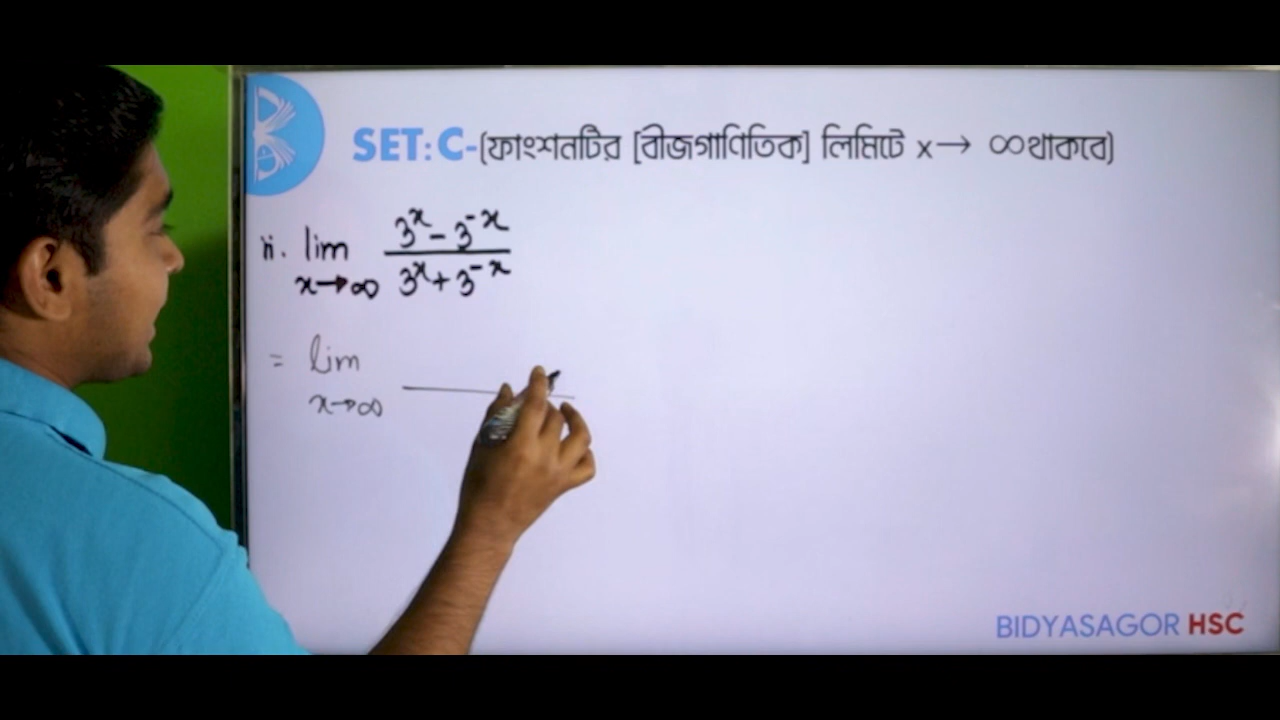 SET: C-(ফাংশনটির [বীজগাণিতিক] লিমিটে x→ ∞ থাকবে)
ii. lim x→∞ (3^x - 3^-x)/(3^x + 3^-x)
= lim x→∞
BIDYASAGOR HSC